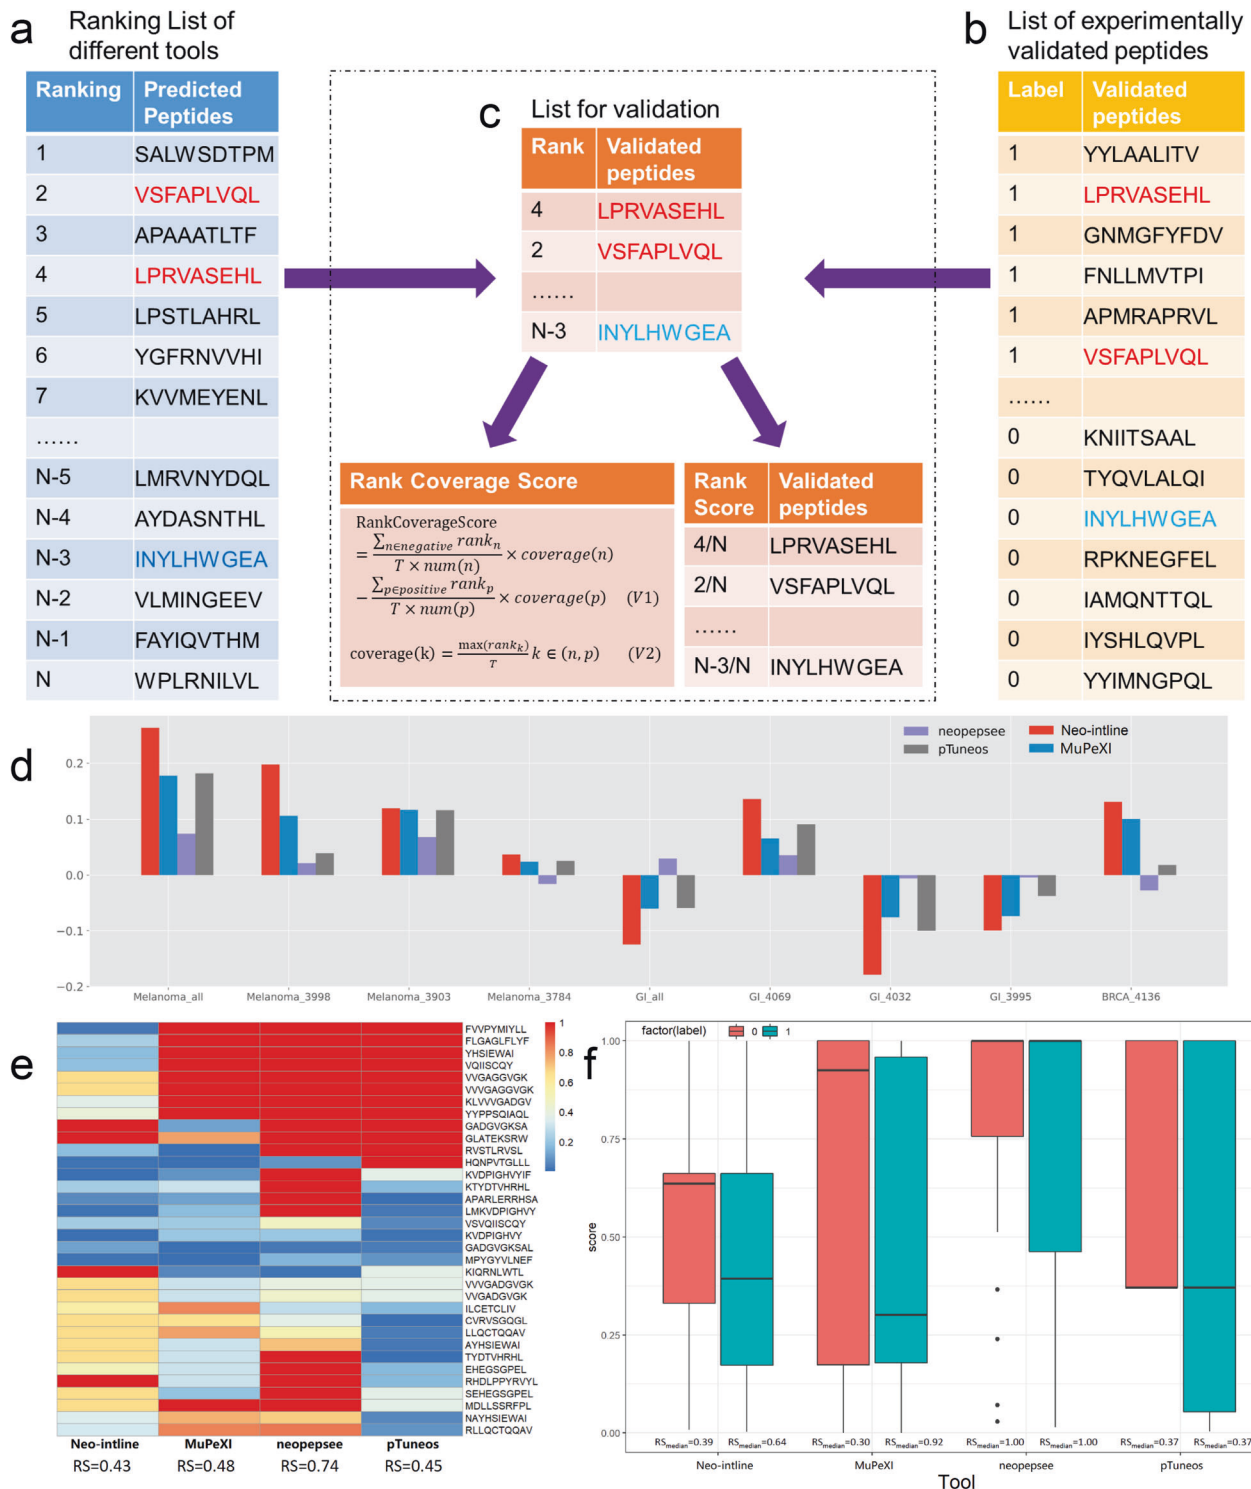 a
Ranking List of
different tools
Ranking Predicted
Peptides
1 SALWSDTPM
2 VSFAPLVQL
3 APAAATLTF
4 LPRVASEHL
5 LPSTLAHRL
6 YGFRNVVHI
7 KVVMEYENL
......
N-5 LMRVNYDQL
N-4 AYDASNTHL
N-3 INYLHWGEA
N-2 VLMINGEEV
N-1 FAYIQVTHM
N WPLRNILVL
c List for validation
Rank Validated
peptides
4 LPRVASEHL
2 VSFAPLVQL
......
N-3 INYLHWGEA
Rank Coverage Score
RankCoverageScore
= ∑n∈negative rank_n / T × num(n) × coverage(n)
− ∑p∈positive rank_p / T × num(p) × coverage(p) (V1)
coverage(k) = max(rank_k) / T k ∈ (n, p) (V2)
Rank Validated
Score peptides
4/N LPRVASEHL
2/N VSFAPLVQL
......
N-3/N INYLHWGEA
b
List of experimentally
validated peptides
Label Validated
peptides
1 YYLAALITV
1 LPRVASEHL
1 GNMGFYFDV
1 FNLLMVTPI
1 APMRAPRVL
1 VSFAPLVQL
......
0 KNIITSAAL
0 TYQVLALQI
0 INYLHWGEA
0 RPKNEGFEL
0 IAMQNTTQL
0 IYSHLQVPL
0 YYIMNGPQL
d
neopepsee Neo-intline
pTuneos MuPeXI
0.2
0.1
0.0
−0.1
−0.2
Melanoma_all Melanoma_3998 Melanoma_3903 Melanoma_3784 GI_all GI_4069 GI_4032 GI_3995 BRCA_4136
e
FVVPYMIYLL
FLGAGLFLYF
YHSIEWAI
VQIISCQY
VVGAGGVGK
VVVGAGGVGK
KLVVVGADGV
YYPPSQIAQL
GADGVGKSA
GLATEKSRW
RVSTLRVSL
HQNPVTGLLL
KVDPIGHVYIF
KTYDTVHRHL
APARLERRHSA
LMKVDPIGHVY
VSVQIISCQY
KVDPIGHVY
GADGVGKSAL
MPYGYVLNEF
KIQRNLWTL
VVVGADGVGK
VVGADGVGK
ILCETCLIV
CVRVSGQGL
LLQCTQQAV
AYHSIEWAI
TYDTVHRHL
EHEGSGPEL
RHDLPPYRVYL
SEHEGSGPEL
MDLLSSRFPL
NAYHSIEWAI
RLLQCTQQAV
1
0.8
0.6
0.4
0.2
Neo-intline MuPeXI neopepsee pTuneos
RS=0.43 RS=0.48 RS=0.74 RS=0.45
f
factor(label) 0 1
1.00
0.75
0.50
0.25
0.00
score
RSmedian=0.39 RSmedian=0.64 RSmedian=0.30 RSmedian=0.92 RSmedian=1.00 RSmedian=1.00 RSmedian=0.37 RSmedian=0.37
Neo-intline MuPeXI neopepsee pTuneos
Tool